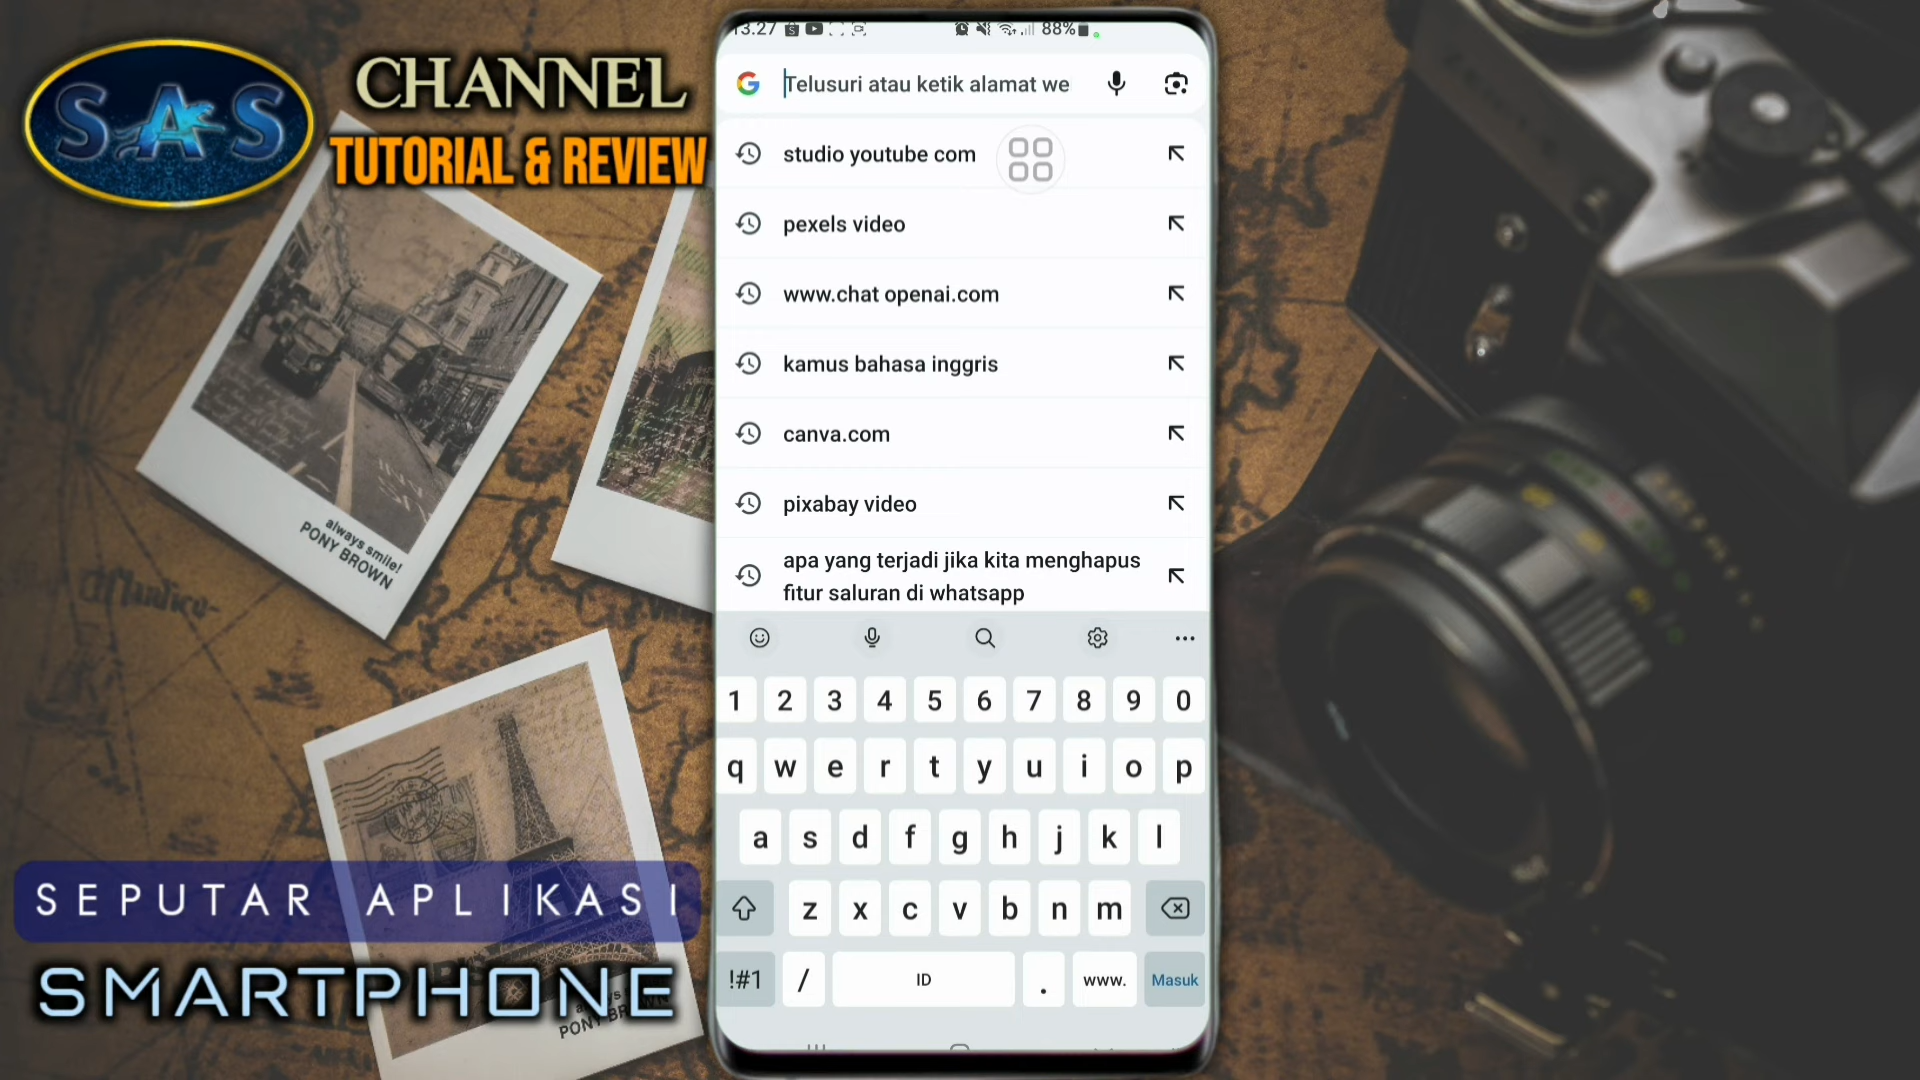 SAS
CHANNEL
TUTORIAL & REVIEW
always smile!
PONY BROWN
SEPUTAR APLIKASI
SMARTPHONE
PONY BR
13.27
88%
Telusuri atau ketik alamat we
studio youtube com
pexels video
www.chat openai.com
kamus bahasa inggris
canva.com
pixabay video
apa yang terjadi jika kita menghapus
fitur saluran di whatsapp
1 2 3 4 5 6 7 8 9 0
q w e r t y u i o p
a s d f g h j k l
z x c v b n m
!#1 / ID . www. Masuk